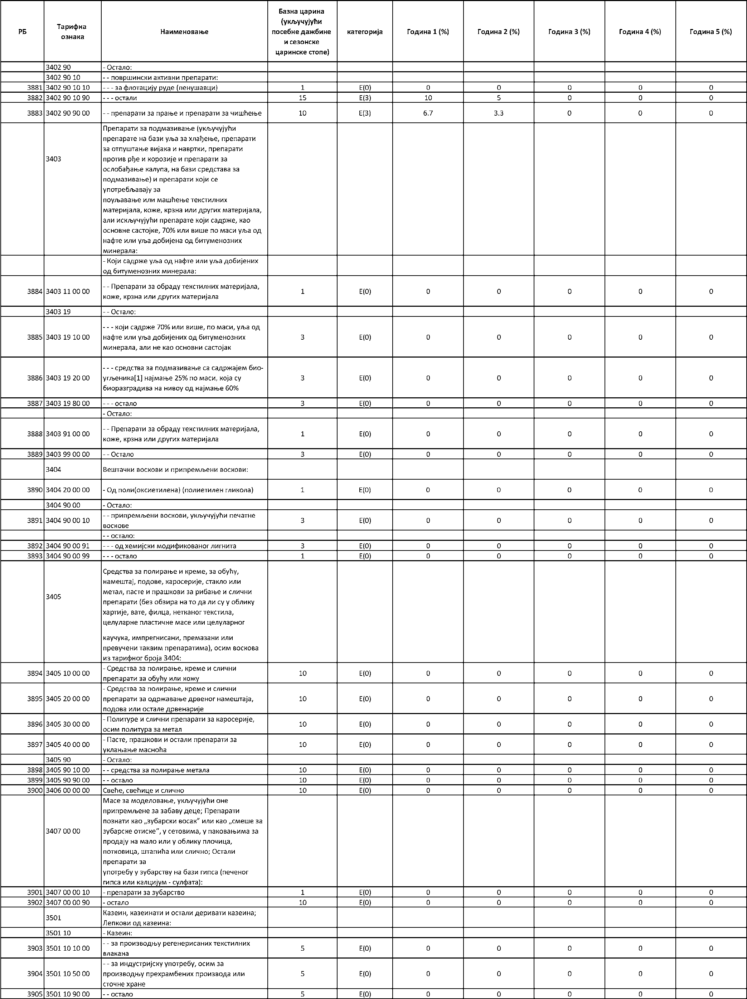 РБ Тарифна ознака Наименовање Базна царина (укључујући посебне дажбине и сезонске царинске стопе) категорија Година 1 (%) Година 2 (%) Година 3 (%) Година 4 (%) Година 5 (%)
3402 90 - Остало:
3402 90 10 - - површински активни препарати:
3881 3402 90 10 10 - - - за флотацију руде (пенушавци) 1 E(0) 0 0 0 0 0
3882 3402 90 10 90 - - - остали 15 E(3) 10 5 0 0 0
3883 3402 90 90 00 - - препарати за прање и препарати за чишћење 10 E(3) 6.7 3.3 0 0 0
3403 Препарати за подмазивање (укључујући
препарате на бази уља за хлађење, препарати
за отпуштање вијака и навртки, препарати
против рђе и корозије и препарати за
ослобађање калупа, на бази средстава за
подмазивање) и препарати који се
употребљавају за
поуљавање или машћење текстилних
материјала, коже, крзна или других материјала,
али искључујући препарате који садрже, као
основне састојке, 70% или више по маси уља од
нафте или уља добијена од битуменозних
минерала:
- Који садрже уља од нафте или уља добијених
од битуменозних минерала:
3884 3403 11 00 00 - - Препарати за обраду текстилних материјала,
коже, крзна или других материјала 1 E(0) 0 0 0 0 0
3403 19 - - Остало:
3885 3403 19 10 00 - - - који садрже 70% или више, по маси, уља од
нафте или уља добијених од битуменозних
минерала, али не као основни састојак 3 E(0) 0 0 0 0 0
3886 3403 19 20 00 - - - средства за подмазивање са садржајем био-
угљеника[1] најмање 25% по маси, која су
биоразградива на нивоу од најмање 60% 3 E(0) 0 0 0 0 0
3887 3403 19 80 00 - - - остало 3 E(0) 0 0 0 0 0
- Остало:
3888 3403 91 00 00 - - Препарати за обраду текстилних материјала,
коже, крзна или других материјала 1 E(0) 0 0 0 0 0
3889 3403 99 00 00 - - Остало 3 E(0) 0 0 0 0 0
3404 Вештачки воскови и припремљени воскови:
3890 3404 20 00 00 - Од поли(оксиетилена) (полиетилен гликола) 1 E(0) 0 0 0 0 0
3404 90 00 - Остало:
3891 3404 90 00 10 - - припремљени воскови, укључујући печатне
воскове 3 E(0) 0 0 0 0 0
- - остало:
3892 3404 90 00 91 - - - од хемијски модификованог лигнита 3 E(0) 0 0 0 0 0
3893 3404 90 00 99 - - - остало 1 E(0) 0 0 0 0 0
3405 Средства за полирање и креме, за обућу,
намештај, подове, каросерије, стакло или
метал, пасте и прашкови за рибање и слични
препарати (без обзира на то да ли су у облику
хартије, вате, филца, нетканог текстила,
целуларне пластичне масе или целуларног
каучука, импрегнисани, премазани или
превучени таквим препаратима), осим воскова
из тарифног броја 3404:
3894 3405 10 00 00 - Средства за полирање, креме и слични
препарати за обућу или кожу 10 E(0) 0 0 0 0 0
3895 3405 20 00 00 - Средства за полирање, креме и слични
препарати за одржавање дрвеног намештаја,
подова или остале дрвенарије 10 E(0) 0 0 0 0 0
3896 3405 30 00 00 - Политуре и слични препарати за каросерије,
осим политура за метал 10 E(0) 0 0 0 0 0
3897 3405 40 00 00 - Пасте, прашкови и остали препарати за
уклањање масноћа 10 E(0) 0 0 0 0 0
3405 90 - Остало:
3898 3405 90 10 00 - - средства за полирање метала 10 E(0) 0 0 0 0 0
3899 3405 90 90 00 - - остало 10 E(0) 0 0 0 0 0
3900 3406 00 00 00 Свеће, свећице и слично 10 E(0) 0 0 0 0 0
3407 00 00 Масе за моделовање, укључујући оне
припремљене за забаву деце; Препарати
познати као „зубарски восак” или као „смеше за
зубарске отиске”, у сетовима, у паковањима за
продају на мало или у облику плочица,
потковица, штапића или слично; Остали
препарати за
употребу у зубарству на бази гипса (печеног
гипса или калцијум - сулфата):
3901 3407 00 00 10 - препарати за зубарство 1 E(0) 0 0 0 0 0
3902 3407 00 00 90 - остало 10 E(0) 0 0 0 0 0
3501 Казеин, казеинати и остали деривати казеина;
Лепкови од казеина:
3501 10 - Казеин:
3903 3501 10 10 00 - - за производњу регенерисаних текстилних
влакана 5 E(0) 0 0 0 0 0
3904 3501 10 50 00 - - за индустријску употребу, осим за
производњу прехрамбених производа или
сточне хране 5 E(0) 0 0 0 0 0
3905 3501 10 90 00 - - остало 5 E(0) 0 0 0 0 0